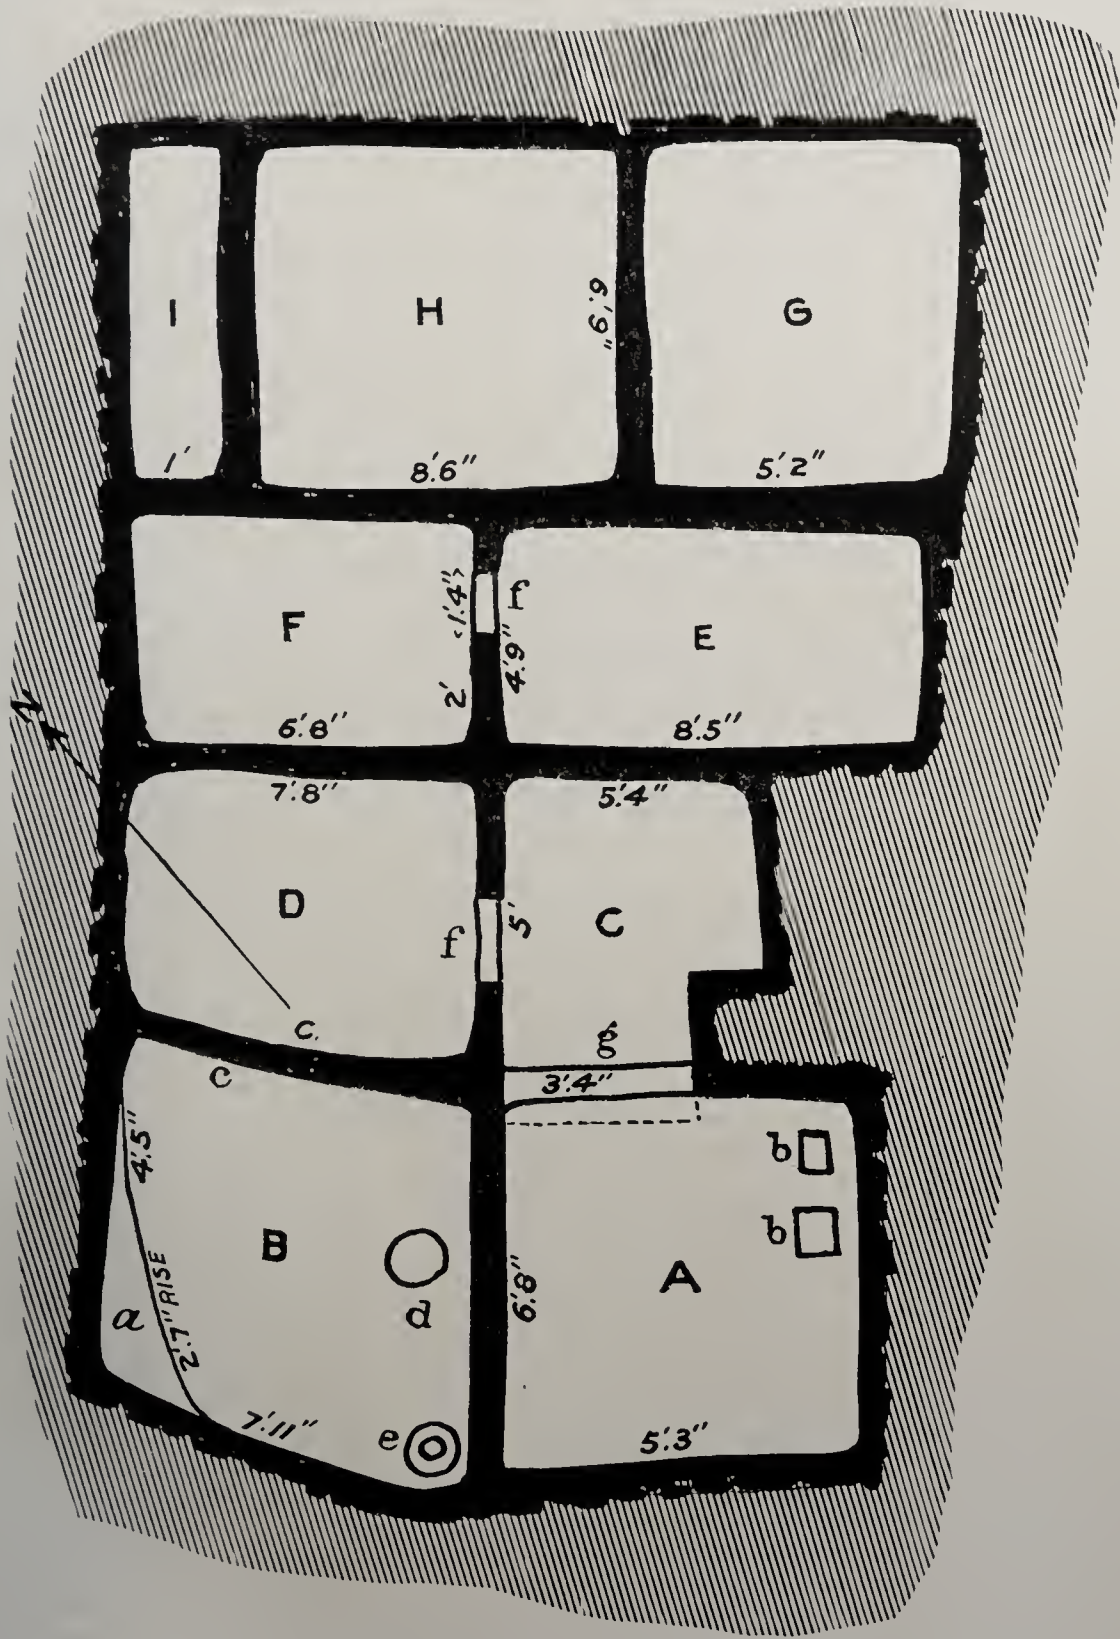 I
H
G
6'.9"
1'
8'.6"
5'.2"
F
<1'.4">
f
E
4'.9"
2'
6'.8"
8'.5"
N
7'.8"
5'.4"
D
5'
C
f
c.
g
c
3'.4"
4'.5"
b
b
B
d
A
6'.8"
a
2'.7" RISE
7'.11"
e
5'.3"